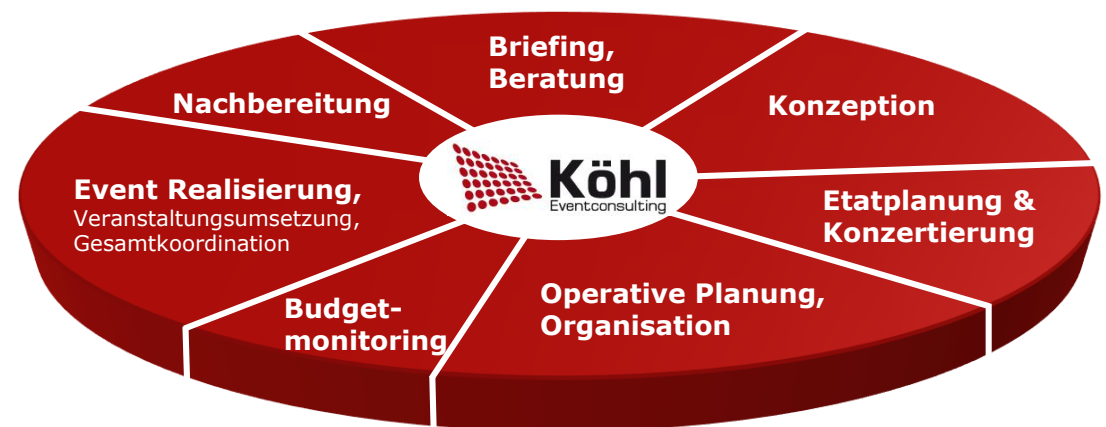 Briefing,
Beratung
Konzeption
Etatplanung &
Konzertierung
Operative Planung,
Organisation
Budget-
monitoring
Event Realisierung,
Veranstaltungsumsetzung,
Gesamtkoordination
Nachbereitung
Köhl
Eventconsulting